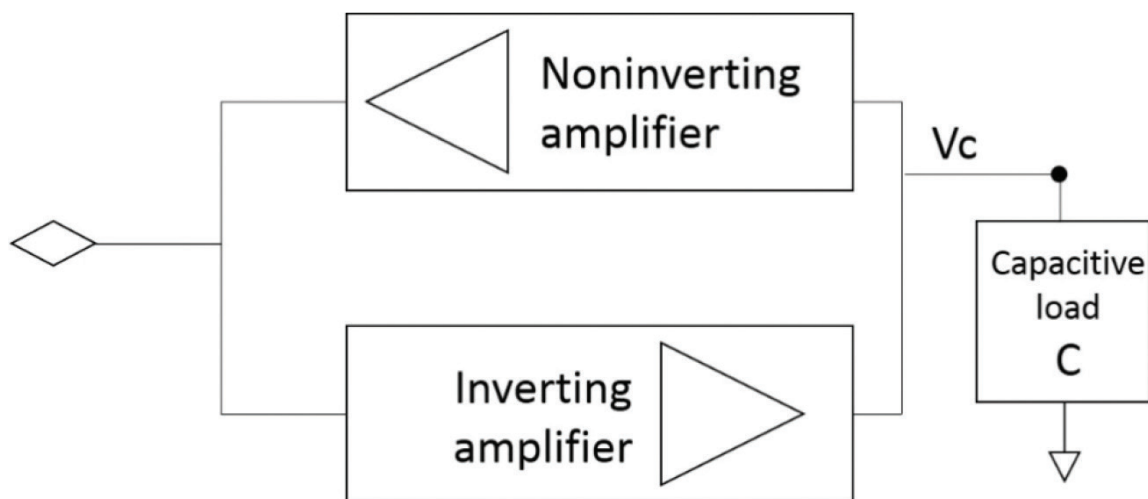 Noninverting
amplifier
Vc
Capacitive
load
C
Inverting
amplifier